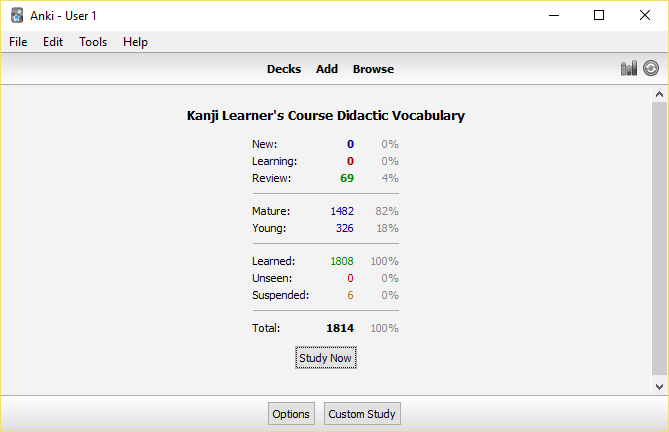 Anki - User 1
File Edit Tools Help
Decks Add Browse
Kanji Learner's Course Didactic Vocabulary
New: 0 0%
Learning: 0 0%
Review: 69 4%
Mature: 1482 82%
Young: 326 18%
Learned: 1808 100%
Unseen: 0 0%
Suspended: 6 0%
Total: 1814 100%
Study Now
Options Custom Study